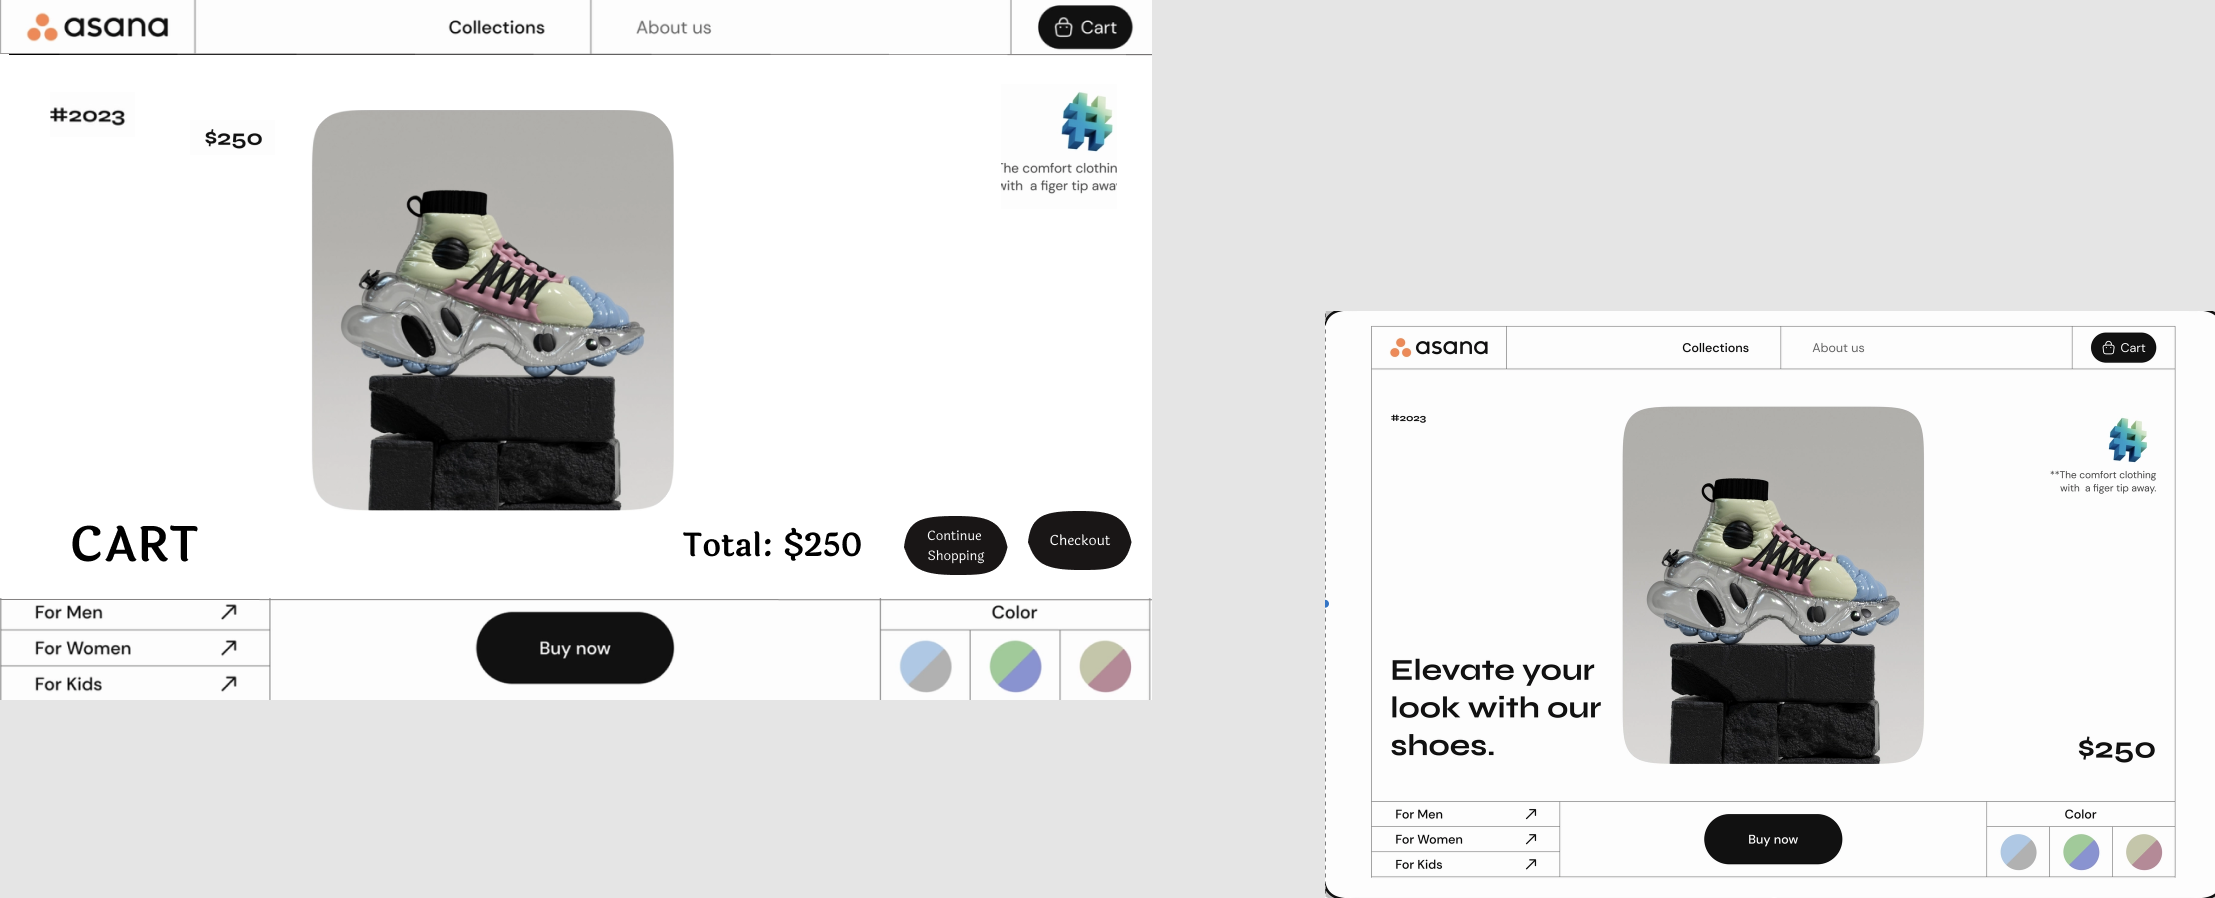 asana
Collections
About us
Cart
#2023
$250
The comfort clothin
with a figer tip awa
CART
Total: $250
Continue
Shopping
Checkout
For Men
For Women
For Kids
Buy now
Color
asana
Collections
About us
Cart
#2023
**The comfort clothing
with a figer tip away.
Elevate your
look with our
shoes.
$250
For Men
For Women
For Kids
Buy now
Color